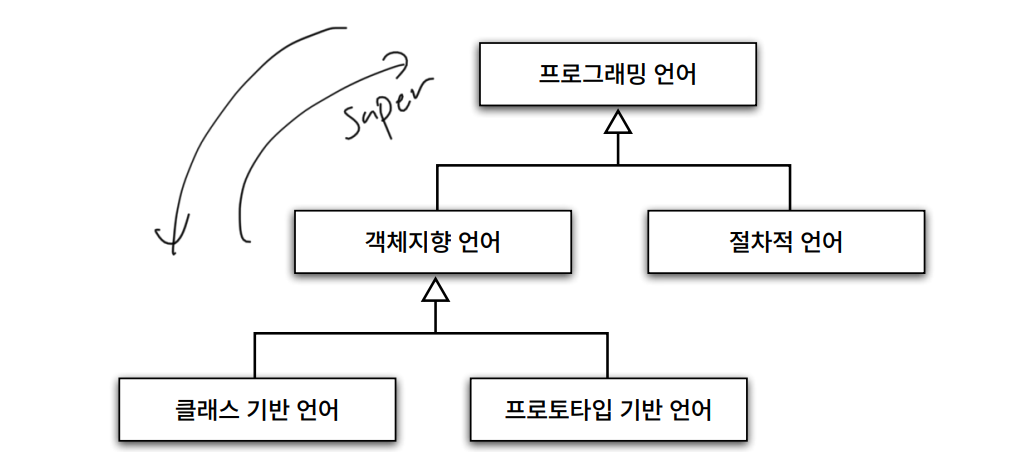 프로그래밍 언어
super
객체지향 언어
절차적 언어
클래스 기반 언어
프로토타입 기반 언어